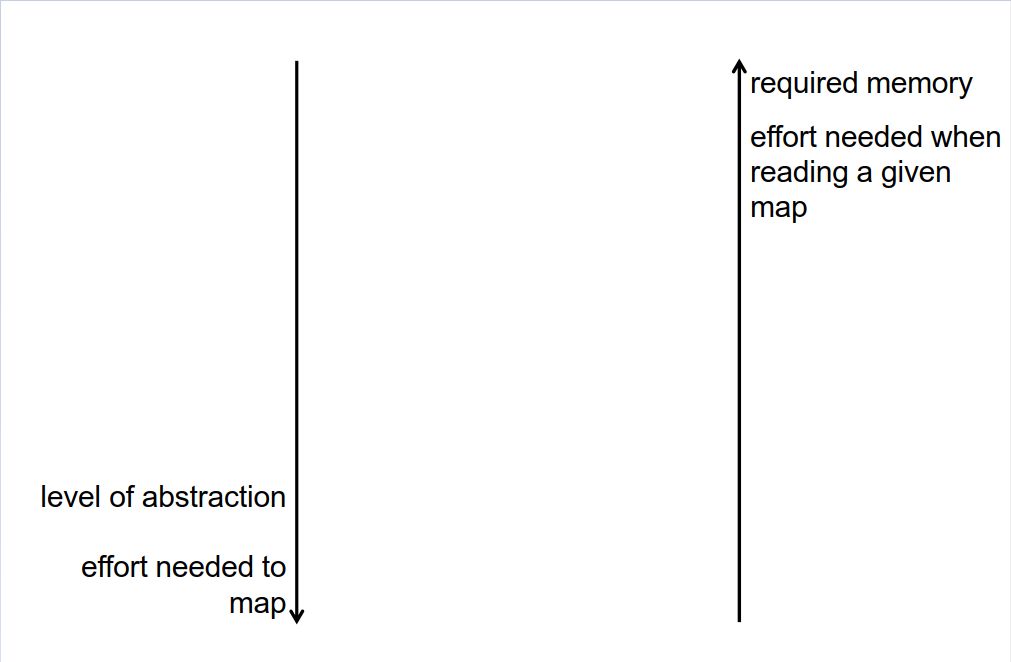 required memory
effort needed when
reading a given
map
level of abstraction
effort needed to
map